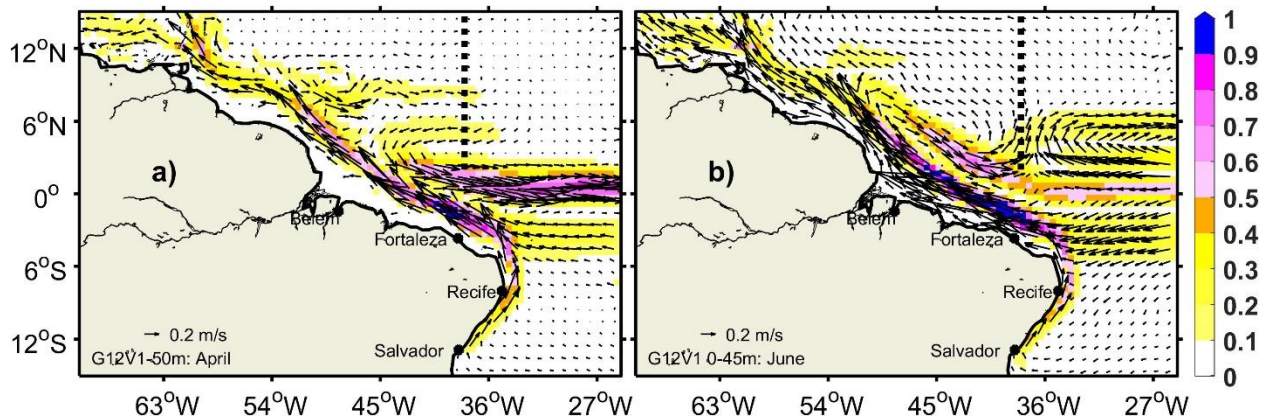 12°N
6°N
0°
6°S
12°S
a)
Belem
Fortaleza
Recife
Salvador
0.2 m/s
G12V1-50m: April
63°W
54°W
45°W
36°W
27°W
b)
Belem
Fortaleza
Recife
Salvador
0.2 m/s
G12V1 0-45m: June
63°W
54°W
45°W
36°W
27°W
1
0.9
0.8
0.7
0.6
0.5
0.4
0.3
0.2
0.1
0